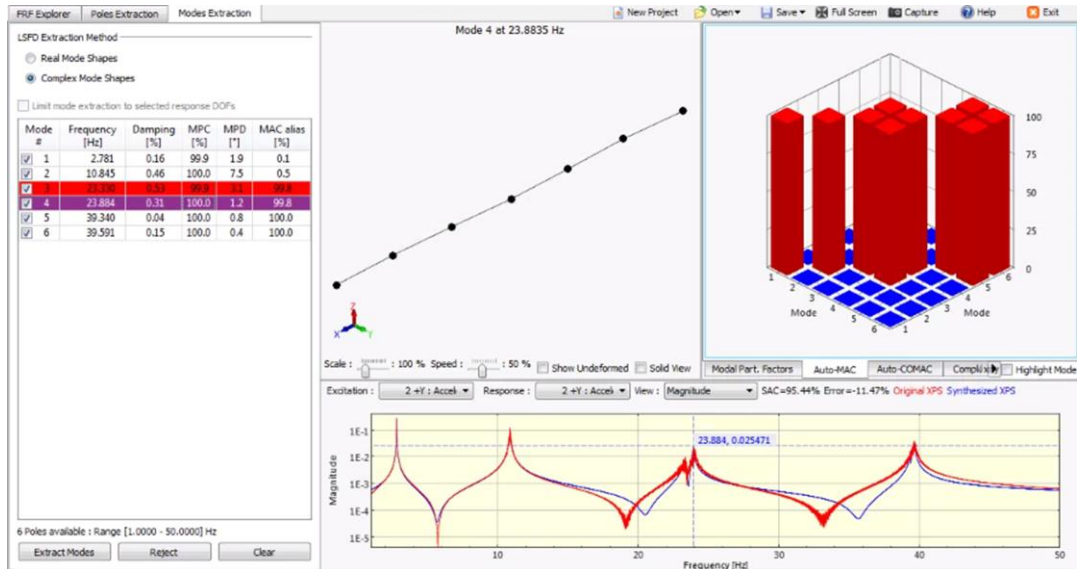 FRF Explorer Poles Extraction Modes Extraction New Project Open Save Full Screen Capture Help Exit
LSFD Extraction Method
Real Mode Shapes
Complex Mode Shapes
Limit mode extraction to selected response DOFs
Mode # Frequency [Hz] Damping [%] MPC [%] MPD [°] MAC alias [%]
1 2.781 0.16 99.9 1.9 0.1
2 10.845 0.46 100.0 7.5 0.5
3 23.330 0.53 99.9 3.1 99.8
4 23.884 0.31 100.0 1.2 99.8
5 39.340 0.04 100.0 0.8 100.0
6 39.591 0.15 100.0 0.4 100.0
6 Poles available : Range [1.0000 - 50.0000] Hz
Extract Modes Reject Clear
Mode 4 at 23.8835 Hz
Z
X Y
Scale : : 100 % Speed : : 50 % Show Undeformed Solid View
100
75
50
25
0
1 2 3 4 5 6
Mode
1 2 3 4 5 6
Mode
Modal Part. Factors Auto-MAC Auto-COMAC Highlight Mode
Excitation : 2 +Y : Accel Response : 2 +Y : Accel View : Magnitude SAC=95.44% Error=-11.47% Original XPS Synthesized XPS
Magnitude
1E-1
1E-2
1E-3
1E-4
1E-5
23.884, 0.025471
10 20 30 40 50
Frequency [Hz]